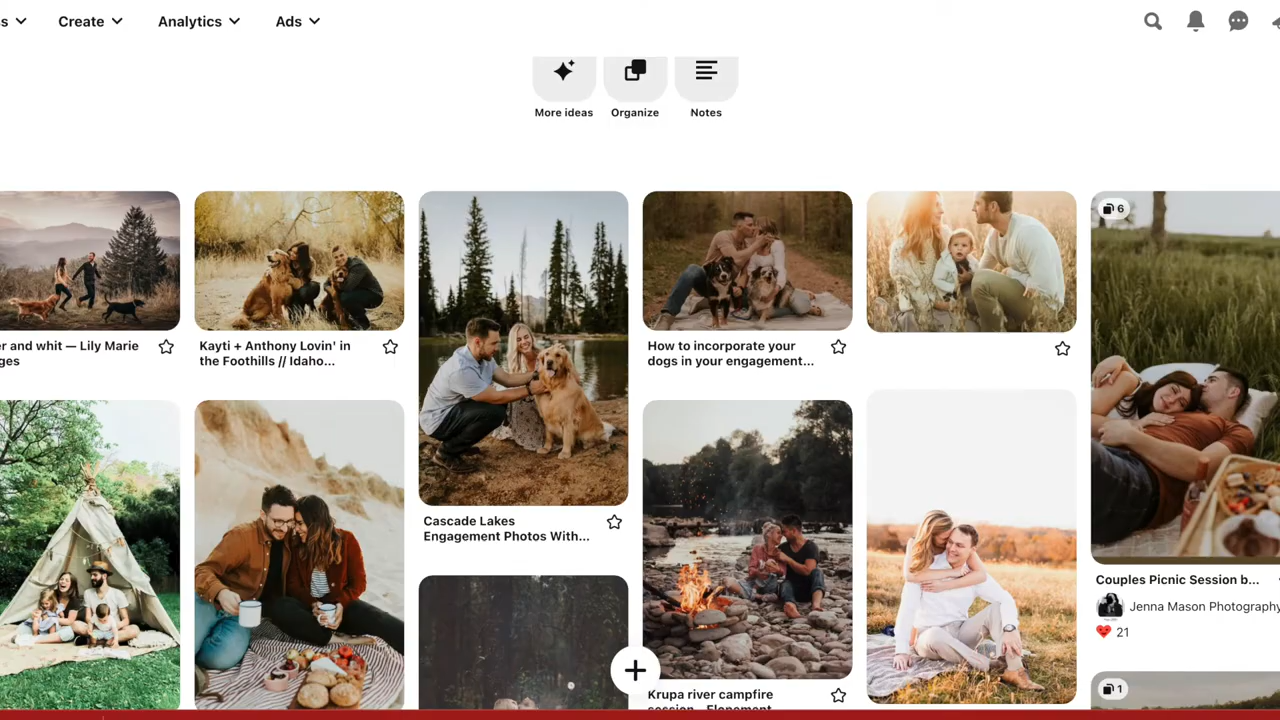 s
Create
Analytics
Ads
More ideas
Organize
Notes
6
er and whit — Lily Marie
ges
Kayti + Anthony Lovin' in
the Foothills // Idaho...
How to incorporate your
dogs in your engagement...
Cascade Lakes
Engagement Photos With...
Couples Picnic Session b...
Jenna Mason Photography
21
1
Krupa river campfire
session - Elopement